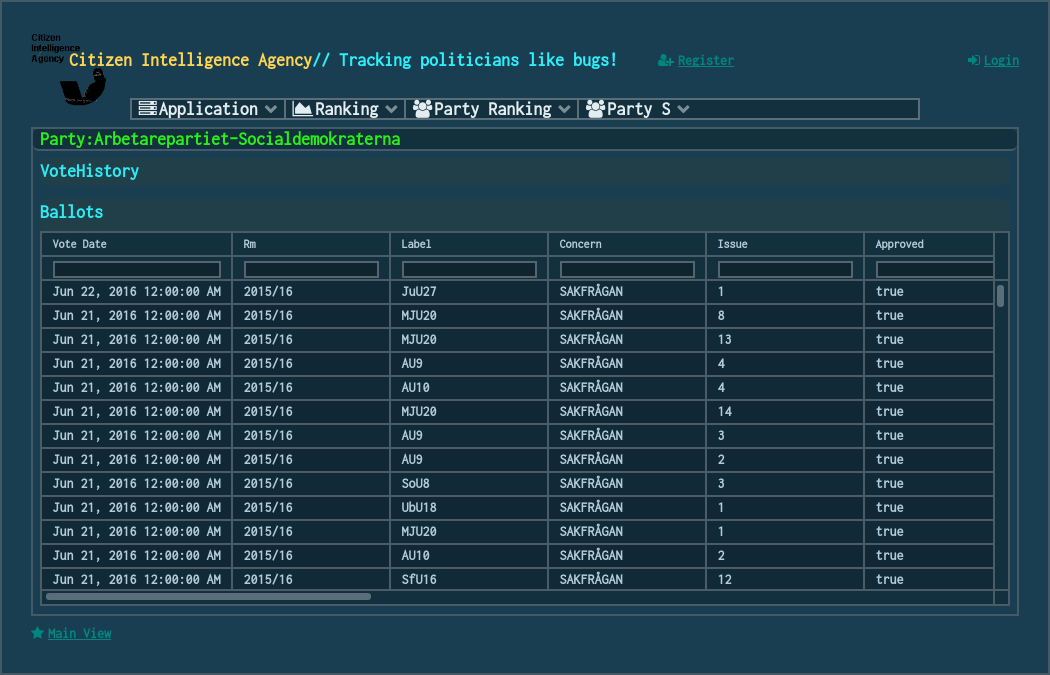 Citizen
Intelligence
Agency
Citizen Intelligence Agency// Tracking politicians like bugs!
Register
Login
Application Ranking Party Ranking Party S
Party:Arbetarepartiet-Socialdemokraterna
VoteHistory
Ballots
Vote Date Rm Label Concern Issue Approved
Jun 22, 2016 12:00:00 AM 2015/16 JuU27 SAKFRÅGAN 1 true
Jun 21, 2016 12:00:00 AM 2015/16 MJU20 SAKFRÅGAN 8 true
Jun 21, 2016 12:00:00 AM 2015/16 MJU20 SAKFRÅGAN 13 true
Jun 21, 2016 12:00:00 AM 2015/16 AU9 SAKFRÅGAN 4 true
Jun 21, 2016 12:00:00 AM 2015/16 AU10 SAKFRÅGAN 4 true
Jun 21, 2016 12:00:00 AM 2015/16 MJU20 SAKFRÅGAN 14 true
Jun 21, 2016 12:00:00 AM 2015/16 AU9 SAKFRÅGAN 3 true
Jun 21, 2016 12:00:00 AM 2015/16 AU9 SAKFRÅGAN 2 true
Jun 21, 2016 12:00:00 AM 2015/16 SoU8 SAKFRÅGAN 3 true
Jun 21, 2016 12:00:00 AM 2015/16 UbU18 SAKFRÅGAN 1 true
Jun 21, 2016 12:00:00 AM 2015/16 MJU20 SAKFRÅGAN 1 true
Jun 21, 2016 12:00:00 AM 2015/16 AU10 SAKFRÅGAN 2 true
Jun 21, 2016 12:00:00 AM 2015/16 SfU16 SAKFRÅGAN 12 true
Main View